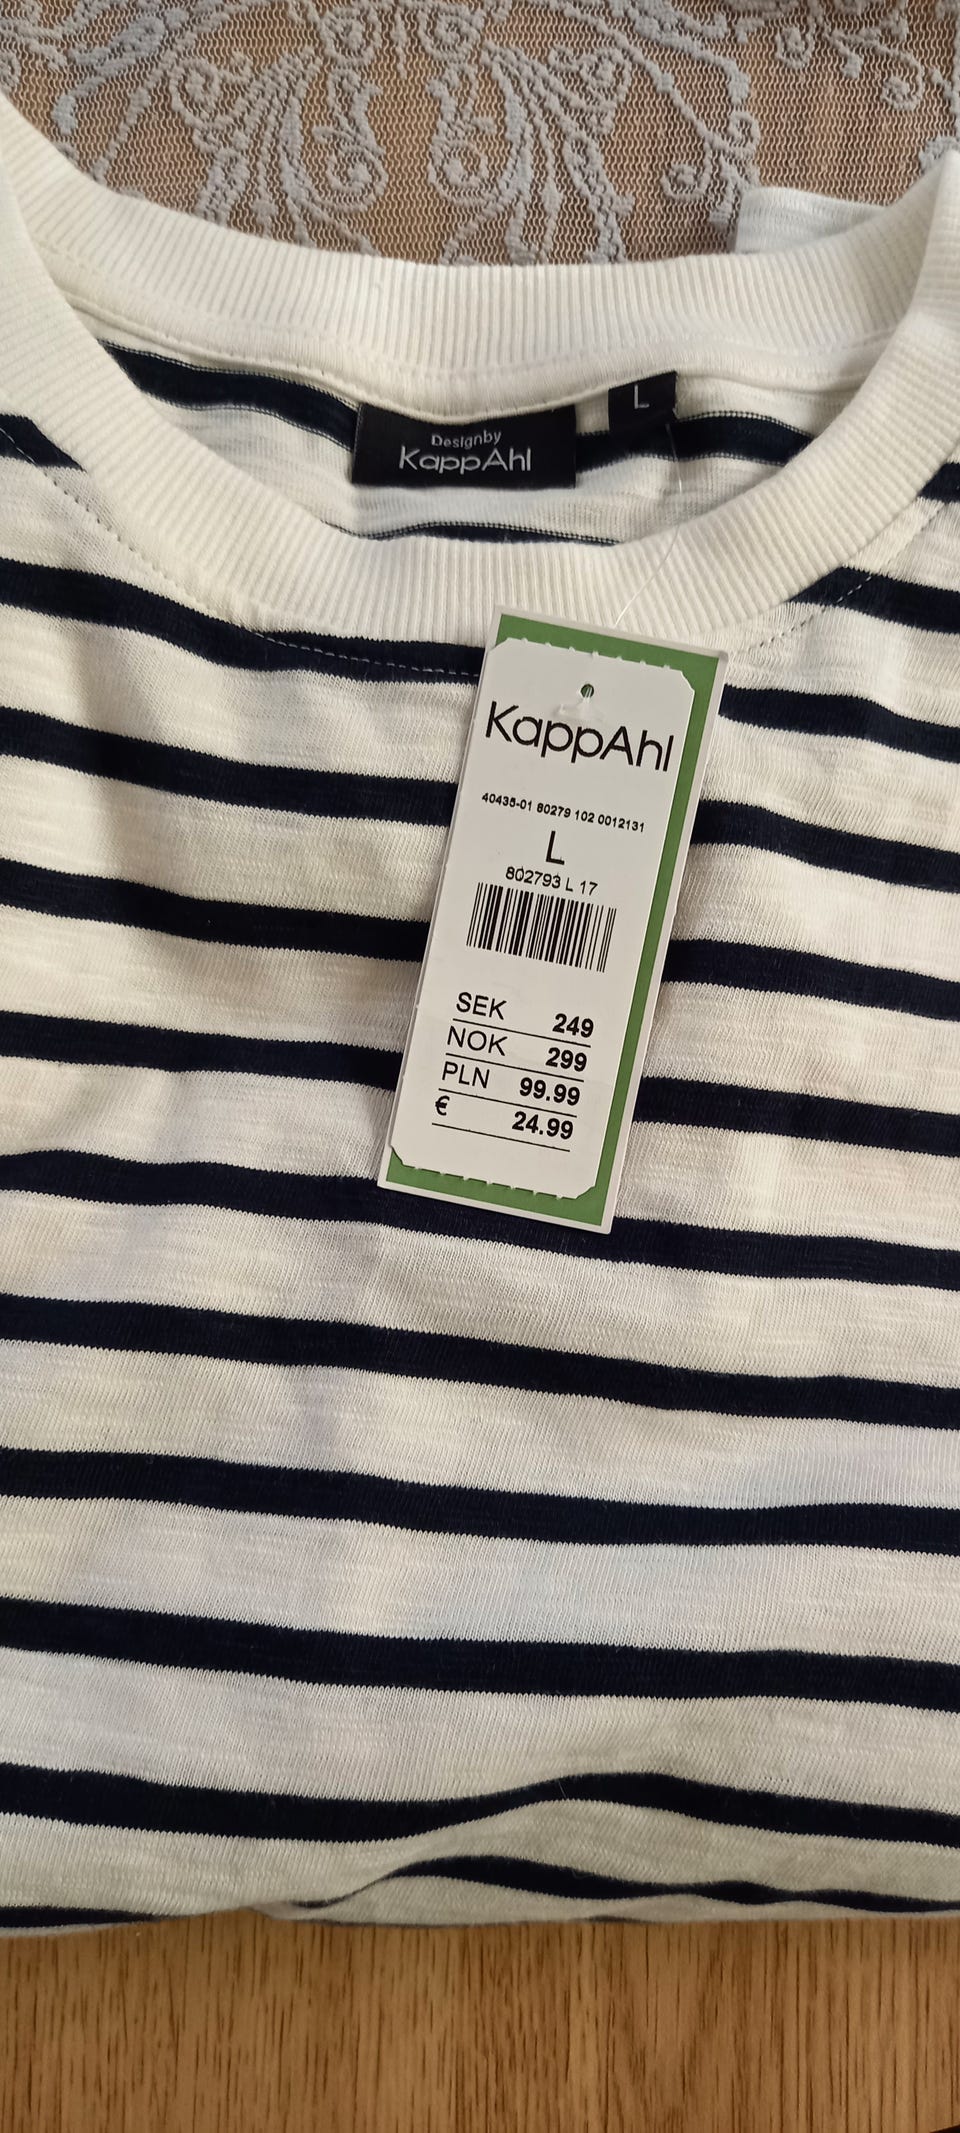 L
Designby
KappAhl
KappAhl
40435-01 80279 102 0012131
L
802793 L 17
SEK 249
NOK 299
PLN 99.99
€ 24.99